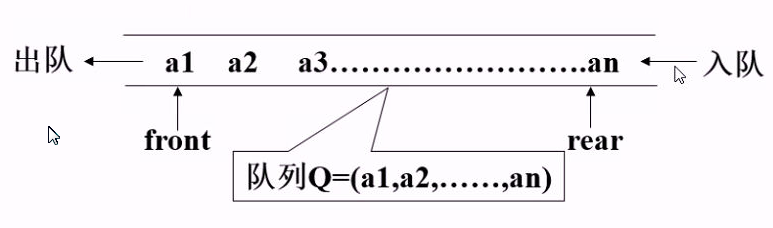 出队 a1 a2 a3……………………….an 入队
front rear
队列Q=(a1,a2,……,an)